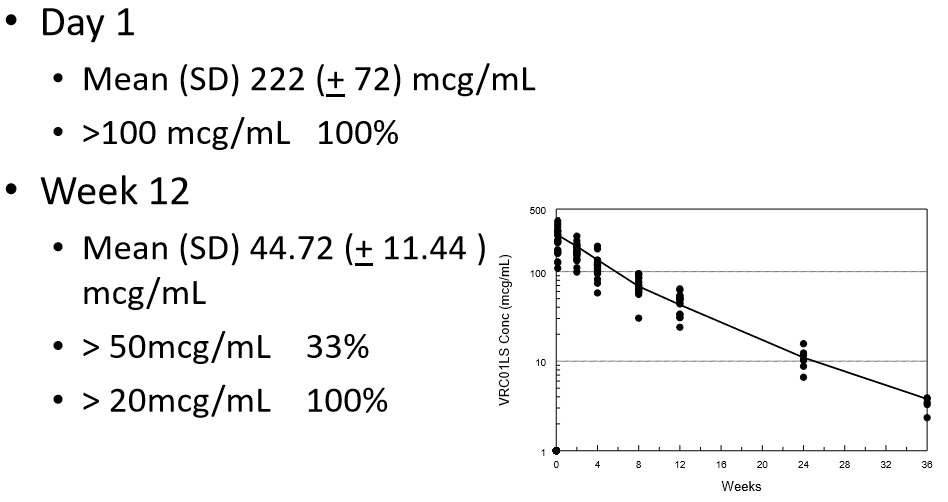 • Day 1
• Mean (SD) 222 (± 72) mcg/mL
• >100 mcg/mL 100%
• Week 12
• Mean (SD) 44.72 (± 11.44 )
mcg/mL
• > 50mcg/mL 33%
• > 20mcg/mL 100%
VRC01LS Conc (mcg/mL)
500
100
10
1
0 4 8 12 16 20 24 28 32 36
Weeks